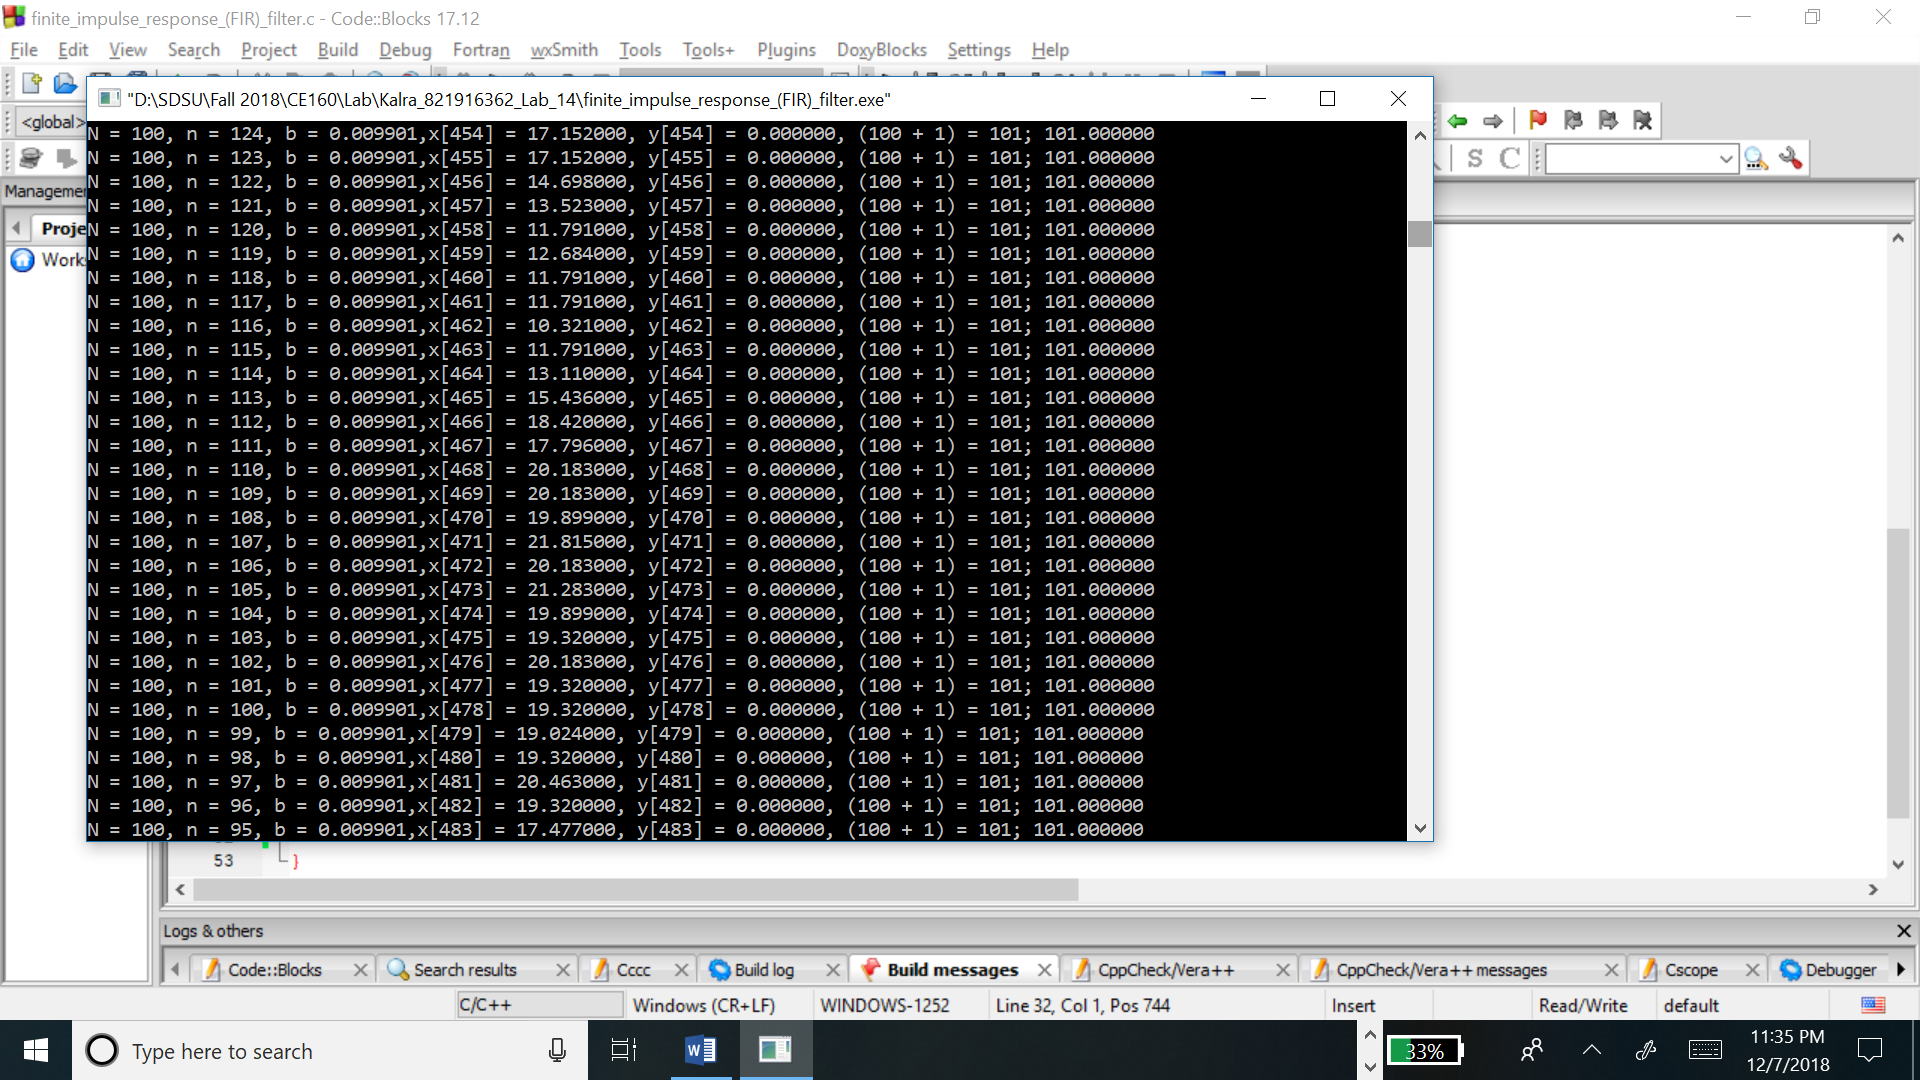 finite_impulse_response_(FIR)_filter.c - Code::Blocks 17.12
File Edit View Search Project Build Debug Fortran wxSmith Tools Tools+ Plugins DoxyBlocks Settings Help
"D:\SDSU\Fall 2018\CE160\Lab\Kalra_821916362_Lab_14\finite_impulse_response_(FIR)_filter.exe"
<global>
S C
N = 100, n = 124, b = 0.009901,x[454] = 17.152000, y[454] = 0.000000, (100 + 1) = 101; 101.000000
N = 100, n = 123, b = 0.009901,x[455] = 17.152000, y[455] = 0.000000, (100 + 1) = 101; 101.000000
N = 100, n = 122, b = 0.009901,x[456] = 14.698000, y[456] = 0.000000, (100 + 1) = 101; 101.000000
N = 100, n = 121, b = 0.009901,x[457] = 13.523000, y[457] = 0.000000, (100 + 1) = 101; 101.000000
N = 100, n = 120, b = 0.009901,x[458] = 11.791000, y[458] = 0.000000, (100 + 1) = 101; 101.000000
N = 100, n = 119, b = 0.009901,x[459] = 12.684000, y[459] = 0.000000, (100 + 1) = 101; 101.000000
N = 100, n = 118, b = 0.009901,x[460] = 11.791000, y[460] = 0.000000, (100 + 1) = 101; 101.000000
N = 100, n = 117, b = 0.009901,x[461] = 11.791000, y[461] = 0.000000, (100 + 1) = 101; 101.000000
N = 100, n = 116, b = 0.009901,x[462] = 10.321000, y[462] = 0.000000, (100 + 1) = 101; 101.000000
N = 100, n = 115, b = 0.009901,x[463] = 11.791000, y[463] = 0.000000, (100 + 1) = 101; 101.000000
N = 100, n = 114, b = 0.009901,x[464] = 13.110000, y[464] = 0.000000, (100 + 1) = 101; 101.000000
N = 100, n = 113, b = 0.009901,x[465] = 15.436000, y[465] = 0.000000, (100 + 1) = 101; 101.000000
N = 100, n = 112, b = 0.009901,x[466] = 18.420000, y[466] = 0.000000, (100 + 1) = 101; 101.000000
N = 100, n = 111, b = 0.009901,x[467] = 17.796000, y[467] = 0.000000, (100 + 1) = 101; 101.000000
N = 100, n = 110, b = 0.009901,x[468] = 20.183000, y[468] = 0.000000, (100 + 1) = 101; 101.000000
N = 100, n = 109, b = 0.009901,x[469] = 20.183000, y[469] = 0.000000, (100 + 1) = 101; 101.000000
N = 100, n = 108, b = 0.009901,x[470] = 19.899000, y[470] = 0.000000, (100 + 1) = 101; 101.000000
N = 100, n = 107, b = 0.009901,x[471] = 21.815000, y[471] = 0.000000, (100 + 1) = 101; 101.000000
N = 100, n = 106, b = 0.009901,x[472] = 20.183000, y[472] = 0.000000, (100 + 1) = 101; 101.000000
N = 100, n = 105, b = 0.009901,x[473] = 21.283000, y[473] = 0.000000, (100 + 1) = 101; 101.000000
N = 100, n = 104, b = 0.009901,x[474] = 19.899000, y[474] = 0.000000, (100 + 1) = 101; 101.000000
N = 100, n = 103, b = 0.009901,x[475] = 19.320000, y[475] = 0.000000, (100 + 1) = 101; 101.000000
N = 100, n = 102, b = 0.009901,x[476] = 20.183000, y[476] = 0.000000, (100 + 1) = 101; 101.000000
N = 100, n = 101, b = 0.009901,x[477] = 19.320000, y[477] = 0.000000, (100 + 1) = 101; 101.000000
N = 100, n = 100, b = 0.009901,x[478] = 19.320000, y[478] = 0.000000, (100 + 1) = 101; 101.000000
N = 100, n = 99, b = 0.009901,x[479] = 19.024000, y[479] = 0.000000, (100 + 1) = 101; 101.000000
N = 100, n = 98, b = 0.009901,x[480] = 19.320000, y[480] = 0.000000, (100 + 1) = 101; 101.000000
N = 100, n = 97, b = 0.009901,x[481] = 20.463000, y[481] = 0.000000, (100 + 1) = 101; 101.000000
N = 100, n = 96, b = 0.009901,x[482] = 19.320000, y[482] = 0.000000, (100 + 1) = 101; 101.000000
N = 100, n = 95, b = 0.009901,x[483] = 17.477000, y[483] = 0.000000, (100 + 1) = 101; 101.000000
Managemen
Proje
Work
53 }
Logs & others
Code::Blocks Search results Cccc Build log Build messages CppCheck/Vera++ CppCheck/Vera++ messages Cscope Debugger
C/C++ Windows (CR+LF) WINDOWS-1252 Line 32, Col 1, Pos 744 Insert Read/Write default
Type here to search
33%
11:35 PM
12/7/2018